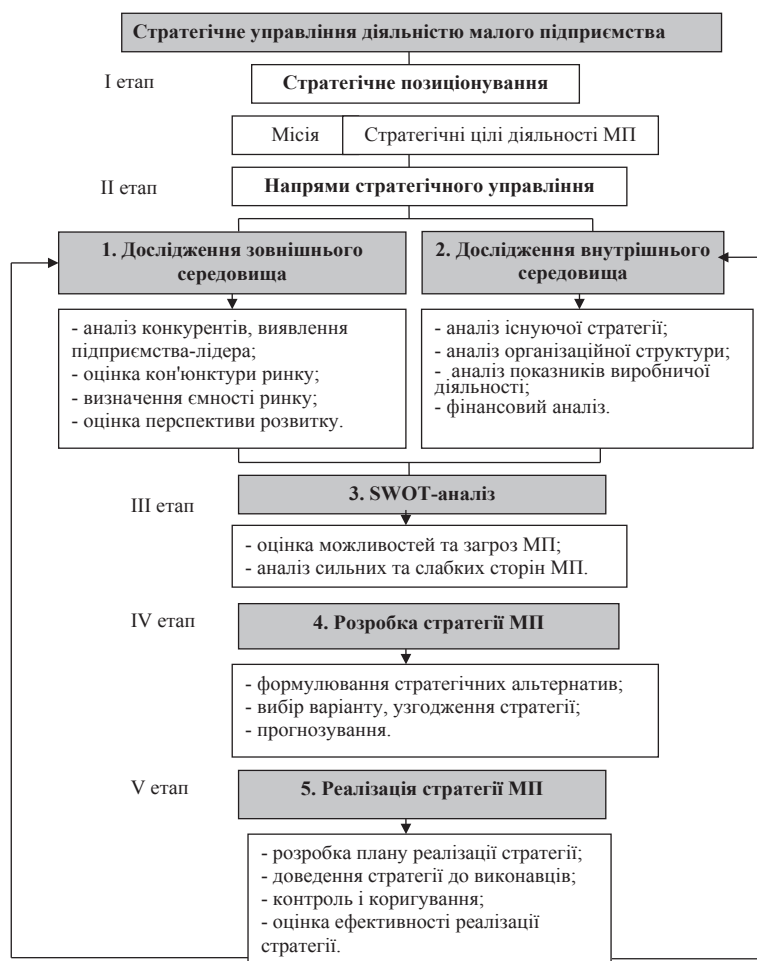 Стратегічне управління діяльністю малого підприємства
I етап
Стратегічне позиціонування
Місія
Стратегічні цілі діяльності МП
II етап
Напрями стратегічного управління
1. Дослідження зовнішнього
середовища
2. Дослідження внутрішнього
середовища
- аналіз конкурентів, виявлення
підприємства-лідера;
- оцінка кон'юнктури ринку;
- визначення ємності ринку;
- оцінка перспективи розвитку.
- аналіз існуючої стратегії;
- аналіз організаційної структури;
- аналіз показників виробничої
діяльності;
- фінансовий аналіз.
III етап
3. SWOT-аналіз
- оцінка можливостей та загроз МП;
- аналіз сильних та слабких сторін МП.
IV етап
4. Розробка стратегії МП
- формулювання стратегічних альтернатив;
- вибір варіанту, узгодження стратегії;
- прогнозування.
V етап
5. Реалізація стратегії МП
- розробка плану реалізації стратегії;
- доведення стратегії до виконавців;
- контроль і коригування;
- оцінка ефективності реалізації
стратегії.